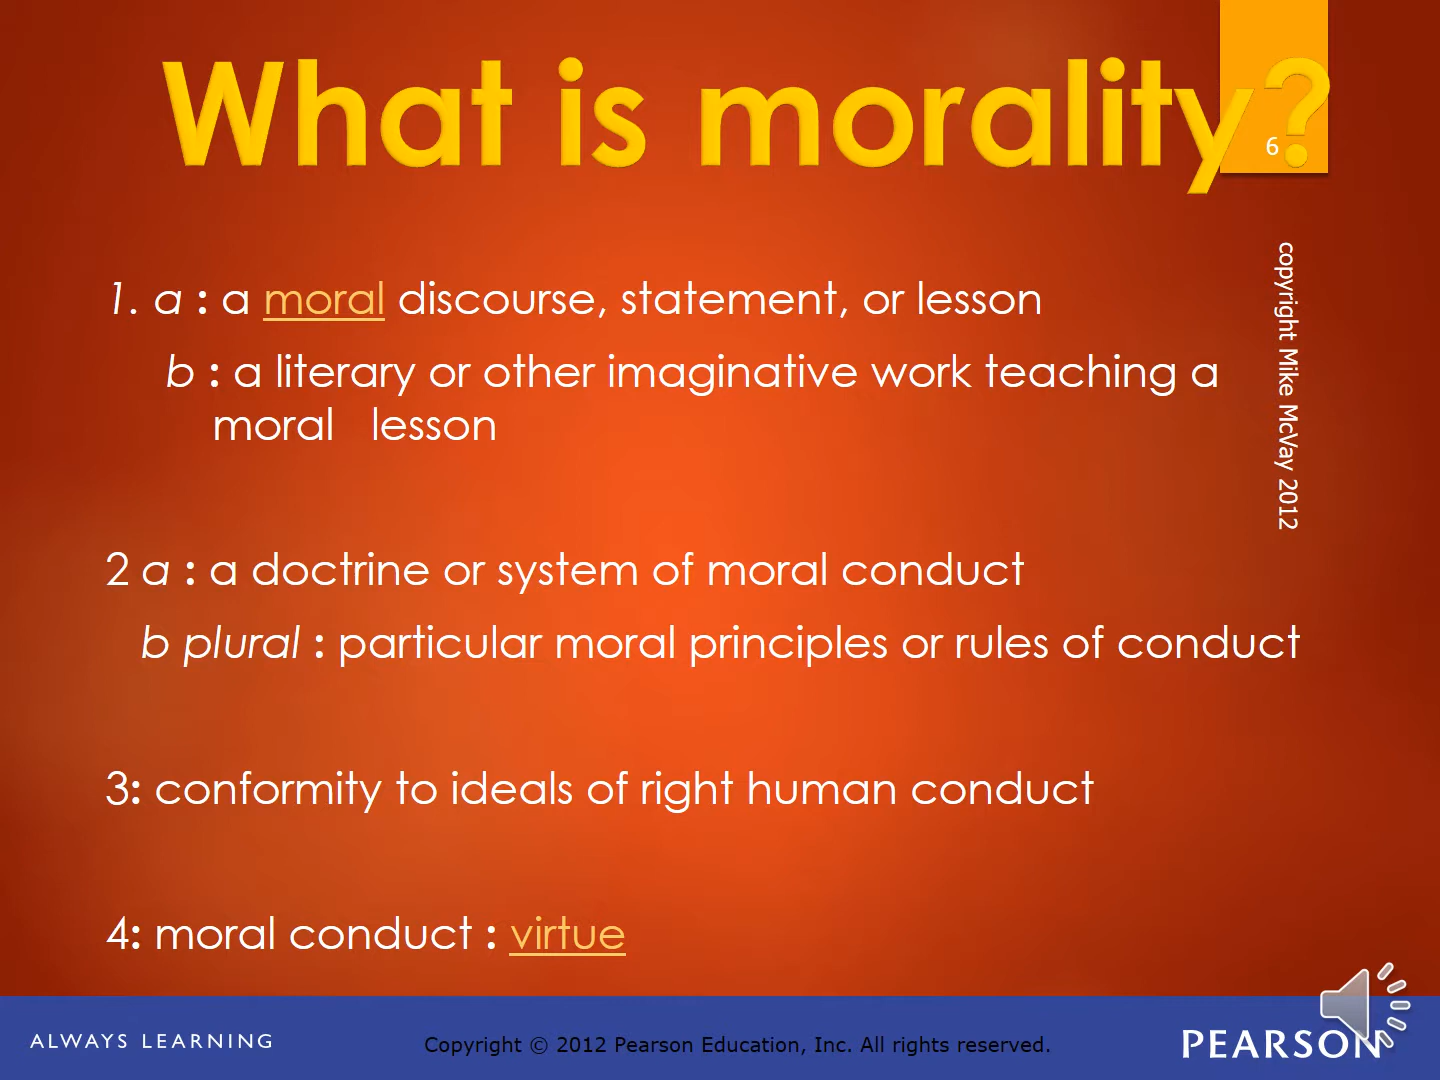 What is morality?
6
copyright Mike McVay 2012
1. a : a moral discourse, statement, or lesson
b : a literary or other imaginative work teaching a
moral lesson
2 a : a doctrine or system of moral conduct
b plural : particular moral principles or rules of conduct
3: conformity to ideals of right human conduct
4: moral conduct : virtue
ALWAYS LEARNING
Copyright © 2012 Pearson Education, Inc. All rights reserved.
PEARSON